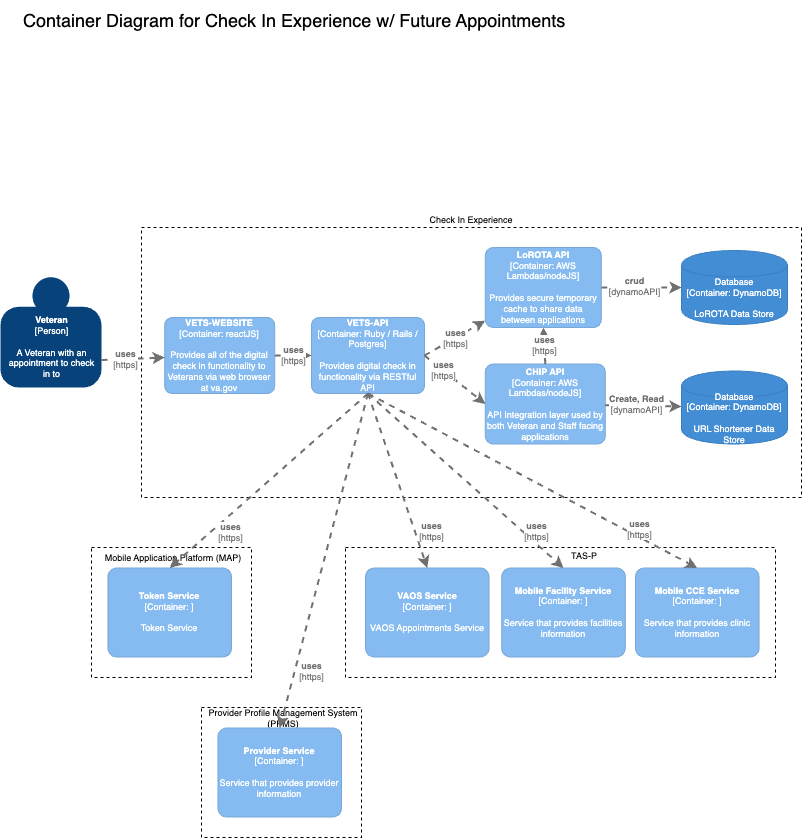 Container Diagram for Check In Experience w/ Future Appointments
Check In Experience
Veteran
[Person]
A Veteran with an
appointment to check
in to
uses
[https]
VETS-WEBSITE
[Container: reactJS]
Provides all of the digital
check in functionality to
Veterans via web browser
at va.gov
uses
[https]
VETS-API
[Container: Ruby / Rails /
Postgres]
Provides digital check in
functionality via RESTful
API
uses
[https]
uses
[https]
LoROTA API
[Container: AWS
Lambdas/nodeJS]
Provides secure temporary
cache to share data
between applications
crud
[dynamoAPI]
Database
[Container: DynamoDB]
LoROTA Data Store
uses
[https]
CHIP API
[Container: AWS
Lambdas/nodeJS]
API Integration layer used by
both Veteran and Staff facing
applications
Create, Read
[dynamoAPI]
Database
[Container: DynamoDB]
URL Shortener Data
Store
uses
[https]
uses
[https]
uses
[https]
uses
[https]
Mobile Application Platform (MAP)
Token Service
[Container: ]
Token Service
TAS-P
VAOS Service
[Container: ]
VAOS Appointments Service
Mobile Facility Service
[Container: ]
Service that provides facilities
information
Mobile CCE Service
[Container: ]
Service that provides clinic
information
uses
[https]
Provider Profile Management System
(PPMS)
Provider Service
[Container: ]
Service that provides provider
information